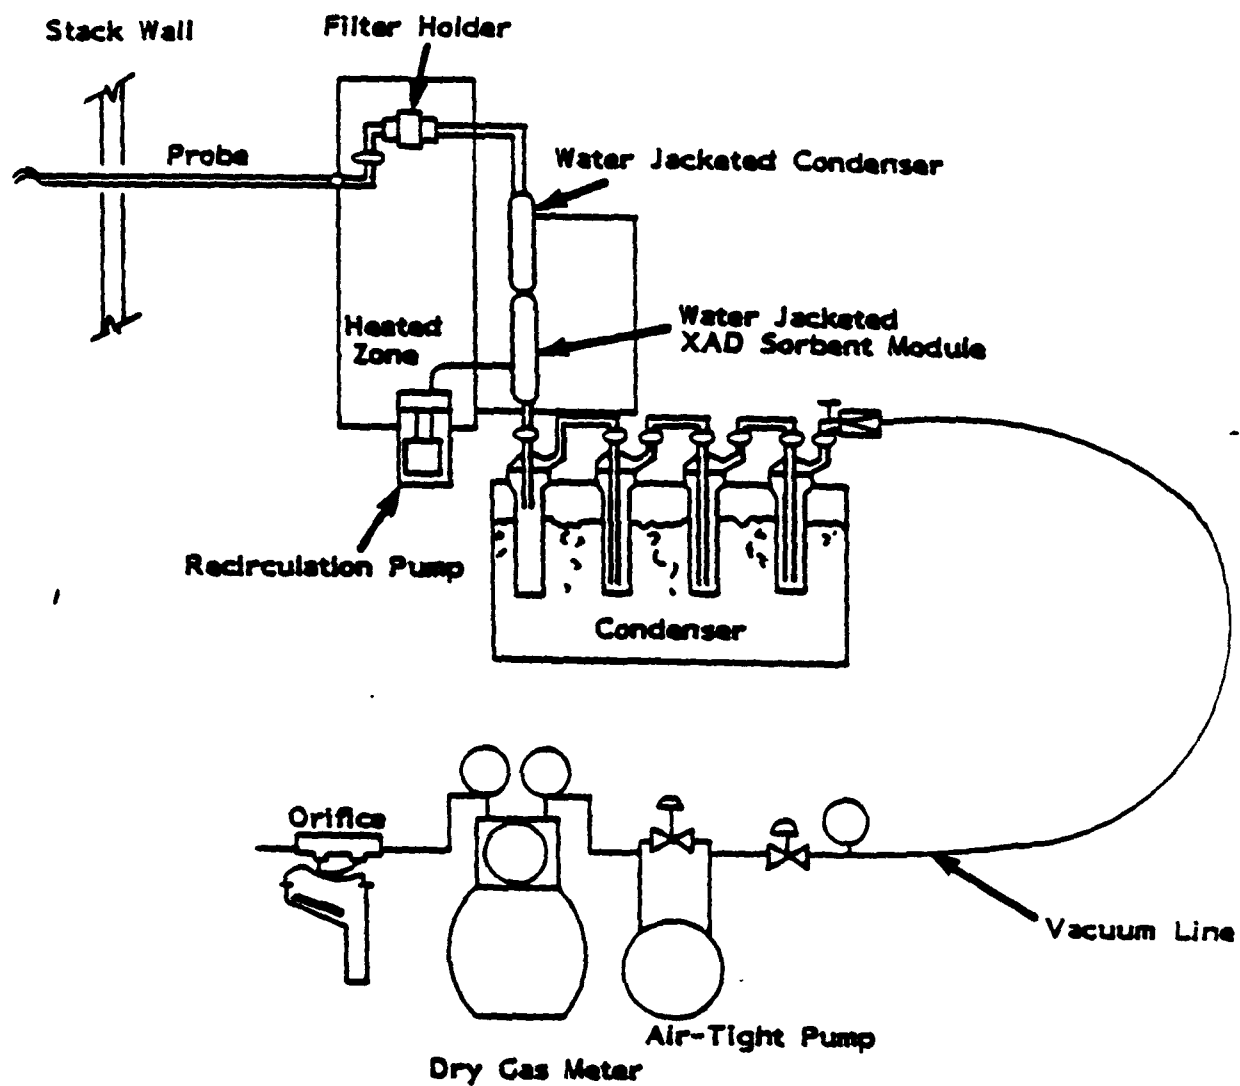 Stack Wall
Filter Holder
Probe
Water Jacketed Condenser
Heated
Zone
Water Jacketed
XAD Sorbent Module
Recirculation Pump
Condenser
Orifice
Vacuum Line
Air-Tight Pump
Dry Gas Meter